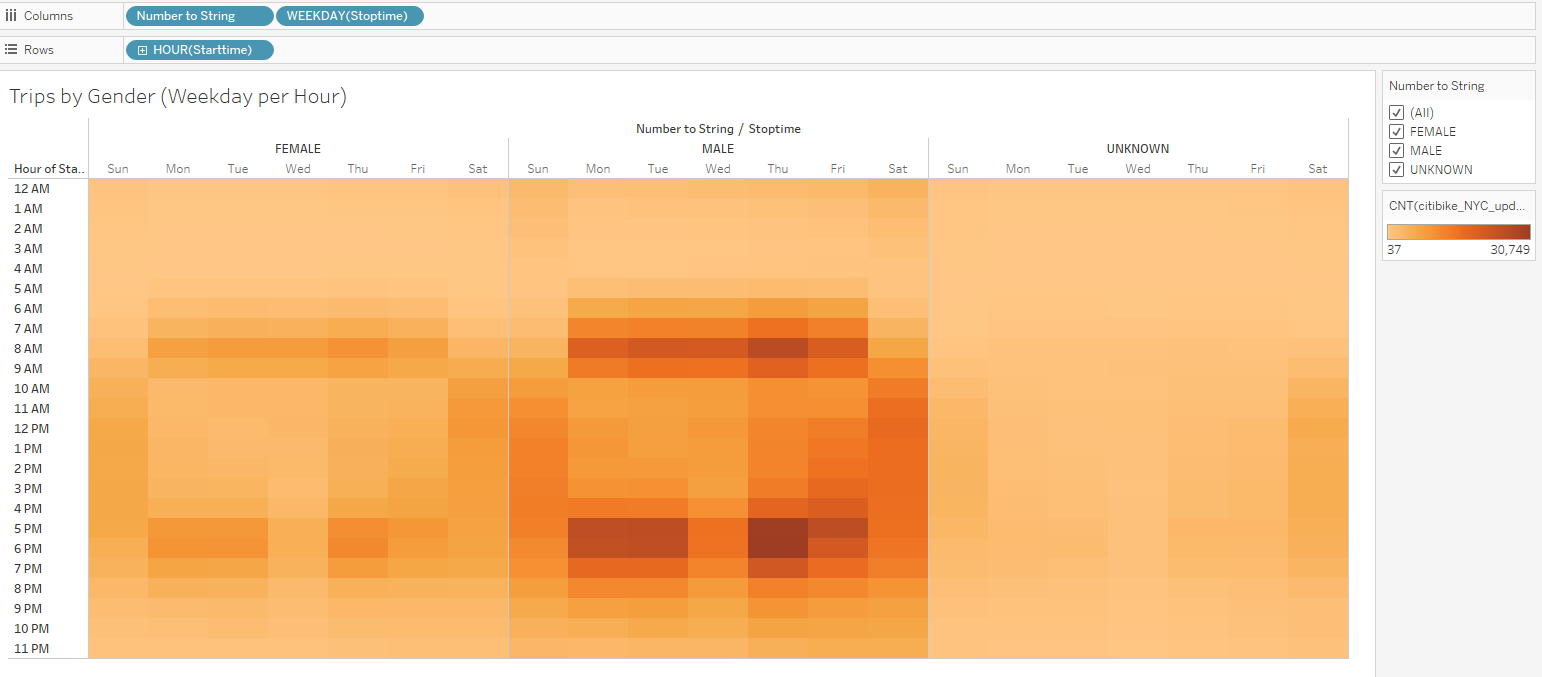 Columns Number to String WEEKDAY(Stoptime)
Rows HOUR(Starttime)
Trips by Gender (Weekday per Hour)
Number to String / Stoptime
FEMALE MALE UNKNOWN
Hour of Sta.. Sun Mon Tue Wed Thu Fri Sat Sun Mon Tue Wed Thu Fri Sat Sun Mon Tue Wed Thu Fri Sat
12 AM
1 AM
2 AM
3 AM
4 AM
5 AM
6 AM
7 AM
8 AM
9 AM
10 AM
11 AM
12 PM
1 PM
2 PM
3 PM
4 PM
5 PM
6 PM
7 PM
8 PM
9 PM
10 PM
11 PM
Number to String
(All)
FEMALE
MALE
UNKNOWN
CNT(citibike_NYC_upd...
37 30,749